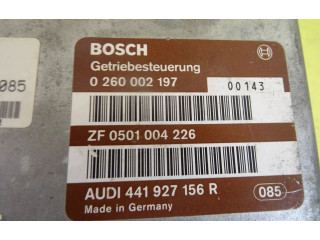 BOSCH
Getriebesteuerung
0 260 002 197
00143
085
ZF 0501 004 226
AUDI 441 927 156 R
085
Made in Germany